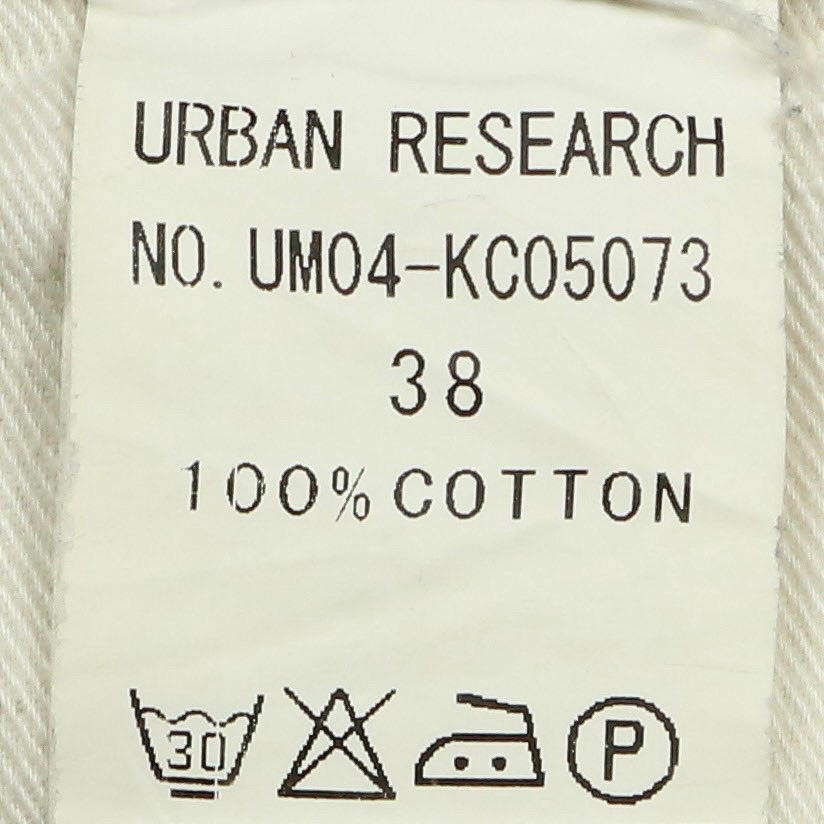 URBAN RESEARCH
NO. UM04-KC05073
38
100% COTTON
30 P